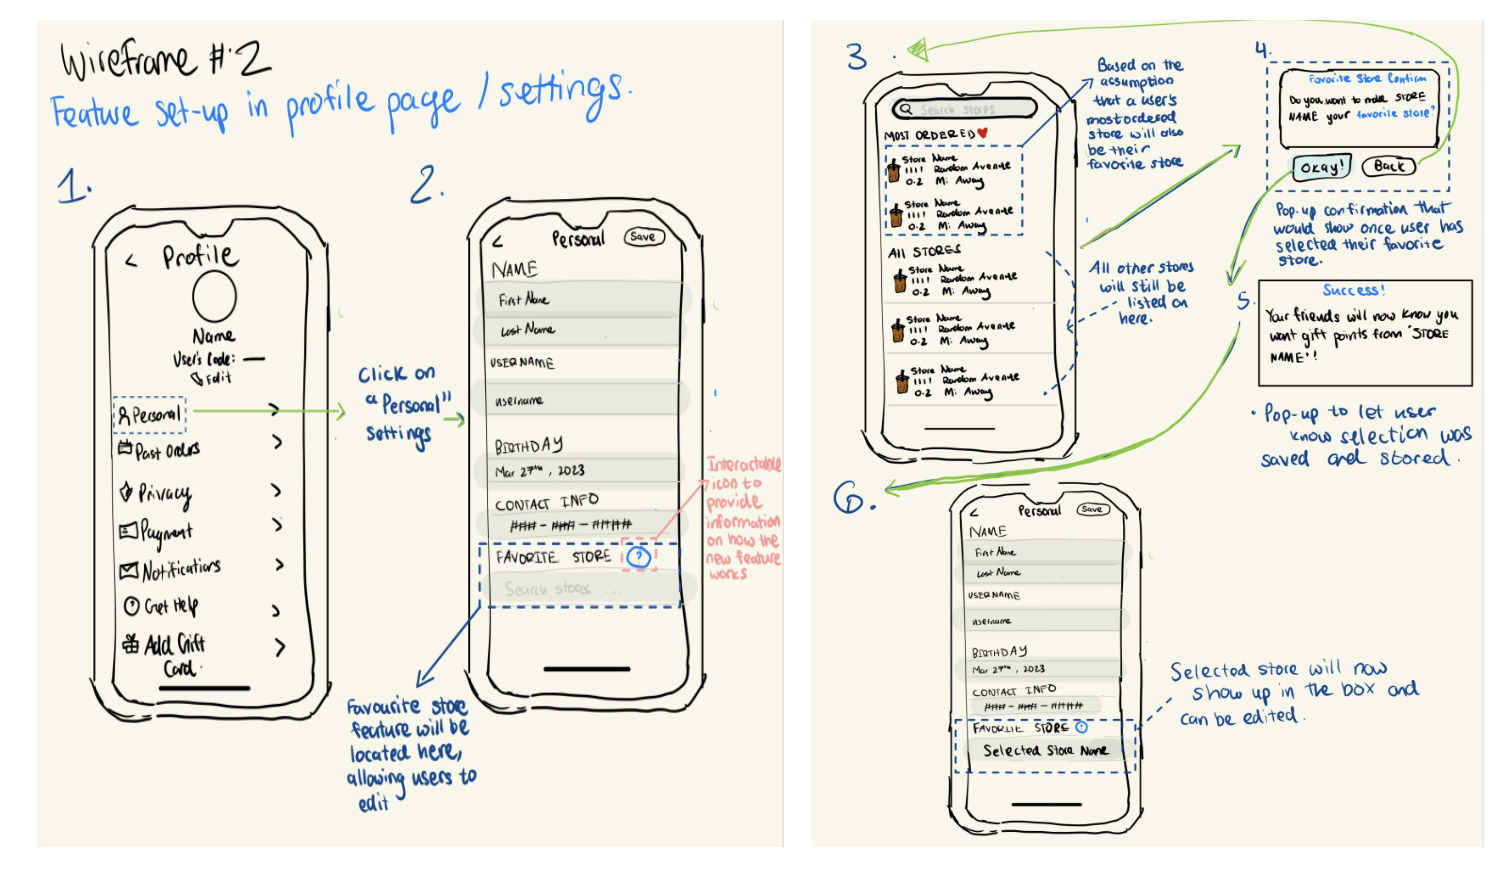 Wireframe #2
Feature set-up in profile page / settings.
1.
< Profile
Name
User's Code: —
Edit
Personal >
Past Orders >
Privacy >
Payment >
Notifications >
Get Help >
Add Gift >
Card.
Click on
"Personal"
settings
2.
< Personal Save
NAME
First Name
Last Name
USERNAME
username
BIRTHDAY
Mar 27th, 2023
CONTACT INFO
### - ### - ####
FAVORITE STORE ?
Search stores ....
Interactable
icon to
provide
information
on how the
new feature
works
Favourite store
feature will be
located here,
allowing users to
edit
3.
Search stores
MOST ORDERED
Store Name
1111 Random Avenue
0.2 Mi Away
Store Name
1111 Random Avenue
0.2 Mi Away
All STORES
Store Name
1111 Random Avenue
0.2 Mi Away
Store Name
1111 Random Avenue
0.2 Mi Away
Store Name
1111 Random Avenue
0.2 Mi Away
Based on the
assumption
that a user's
most ordered
store will also
be their
favorite store
All other stores
will still be
listed on
here.
4.
Favorite Store Confirm
Do you want to make STORE
NAME your favorite store?
Okay! Back
Pop-up confirmation that
would show once user has
selected their favorite
store.
5.
Success!
Your friends will now know you
want gift points from "STORE
NAME"!
• Pop-up to let user
know selection was
saved and stored.
6.
< Personal Save
NAME
First Name
Last Name
USERNAME
username
BIRTHDAY
Mar 27th, 2023
CONTACT INFO
### - ### - ####
FAVORITE STORE ?
Selected Store Name
Selected store will now
show up in the box and
can be edited.